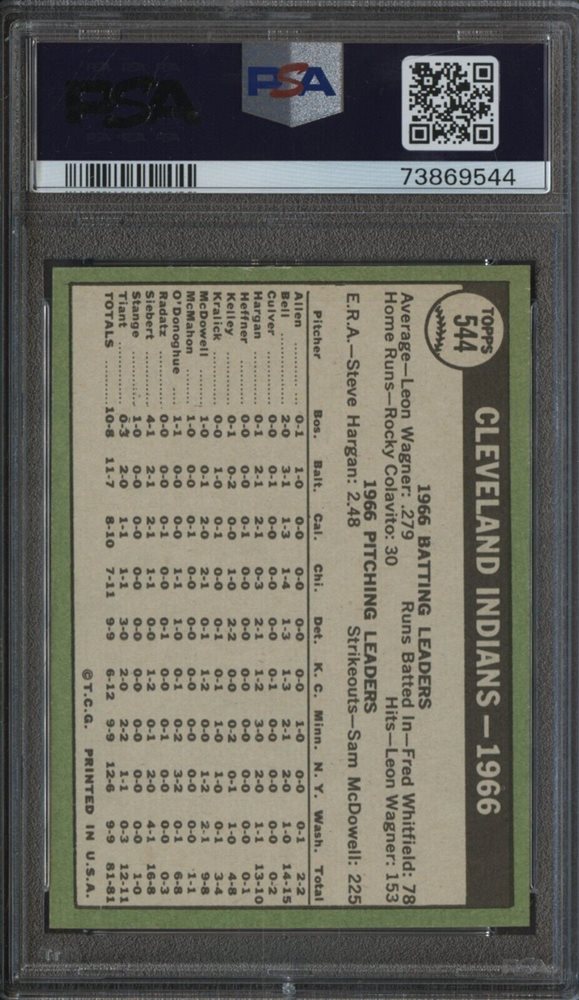 PSA
PSA
73869544
TOPPS
544
CLEVELAND INDIANS—1966
1966 BATTING LEADERS
Average—Leon Wagner: .279 Runs Batted In—Fred Whitfield: 78
Home Runs—Rocky Colavito: 30 Hits—Leon Wagner: 153
1966 PITCHING LEADERS
E.R.A.—Steve Hargan: 2.48 Strikeouts—Sam McDowell: 225
Pitcher Bos. Balt. Cal. Chi. Det. K. C. Minn. N. Y. Wash. Total
Allen 0-1 1-0 0-0 0-0 0-0 0-0 1-0 0-0 0-1 2-2
Bell 2-0 3-1 1-3 1-4 1-3 1-3 2-1 2-0 1-0 14-15
Culver 0-0 0-1 0-0 0-0 0-0 0-1 0-0 0-0 0-0 0-2
Hargan 0-1 2-1 2-1 0-3 2-1 1-2 3-0 2-0 1-1 13-10
Heffner 0-0 0-0 0-1 0-0 0-0 0-0 0-0 0-0 0-0 0-1
Kelley 0-1 0-2 0-0 1-0 2-2 0-0 0-2 0-1 1-0 4-8
Kralick 0-0 1-0 0-1 0-0 0-1 0-1 1-0 1-0 0-1 3-4
McDowell 1-0 0-1 2-0 2-1 0-1 1-2 0-0 1-2 2-1 9-8
McMahon 1-0 0-0 0-1 0-0 0-0 0-0 0-0 0-0 0-0 1-1
O'Donoghue 1-1 0-0 0-0 1-1 1-0 0-1 0-2 3-2 0-1 6-8
Radatz 0-0 0-0 0-1 0-0 0-1 0-0 0-1 0-0 0-0 0-3
Siebert 4-1 2-1 2-1 1-1 0-0 1-2 0-1 2-0 4-1 16-8
Stange 1-0 0-0 0-0 0-0 0-0 0-0 0-0 0-0 0-0 1-0
Tiant 0-3 2-0 1-1 1-1 3-0 2-0 2-2 1-1 0-3 12-11
TOTALS 10-8 11-7 8-10 7-11 9-9 6-12 9-9 12-6 9-9 81-81
©T.C.G. PRINTED IN U.S.A.